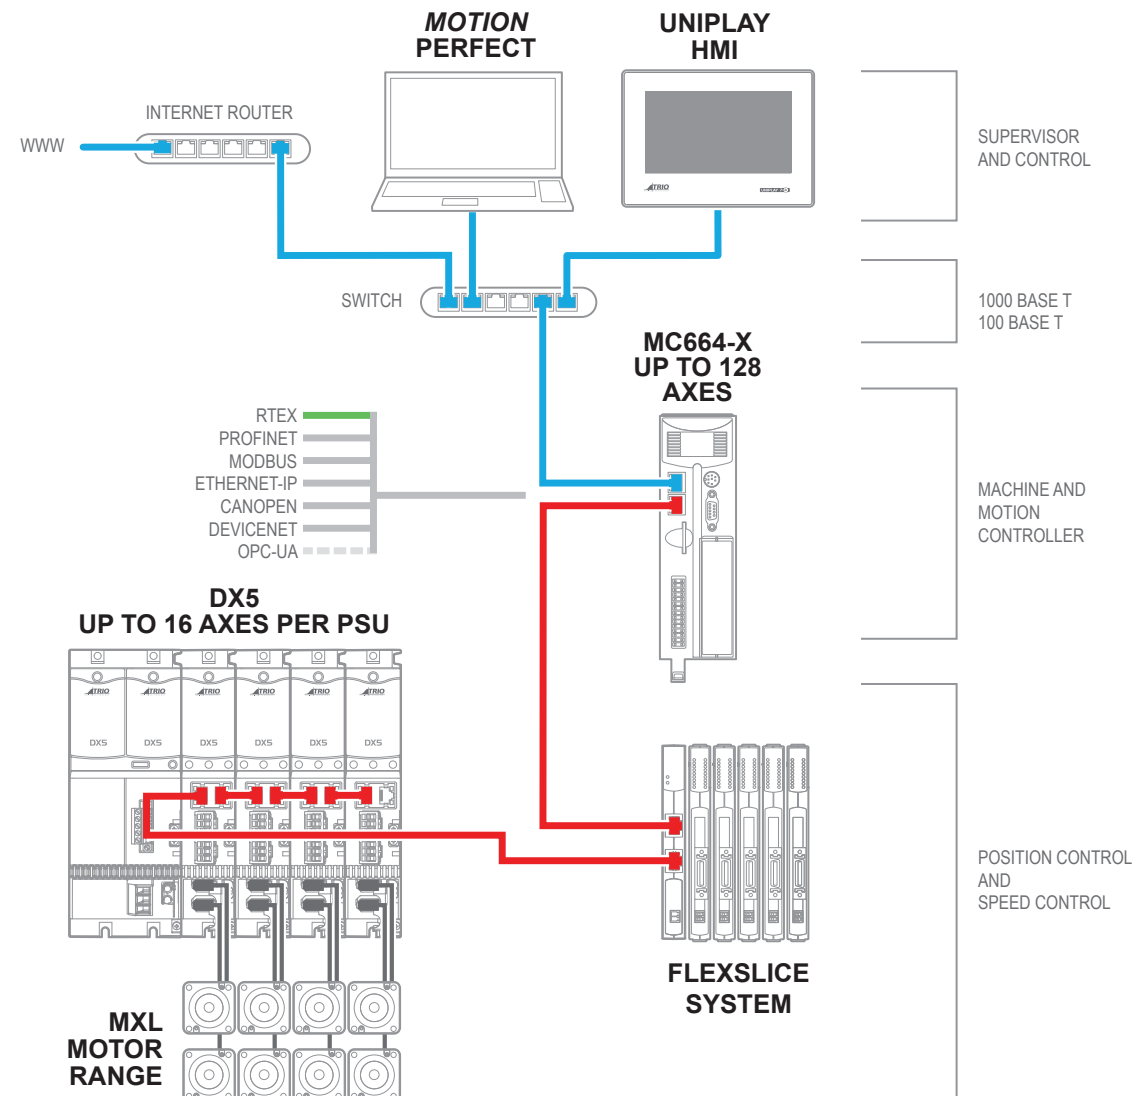 MOTION
PERFECT
UNIPLAY
HMI
INTERNET ROUTER
WWW
TRIO
UNIPLAY
SUPERVISOR
AND CONTROL
SWITCH
1000 BASE T
100 BASE T
MC664-X
UP TO 128
AXES
RTEX
PROFINET
MODBUS
ETHERNET-IP
CANOPEN
DEVICENET
OPC-UA
MACHINE AND
MOTION
CONTROLLER
DX5
UP TO 16 AXES PER PSU
TRIO TRIO TRIO TRIO TRIO TRIO
DX5 DX5 DX5 DX5 DX5 DX5
POSITION CONTROL
AND
SPEED CONTROL
FLEXSLICE
SYSTEM
MXL
MOTOR
RANGE